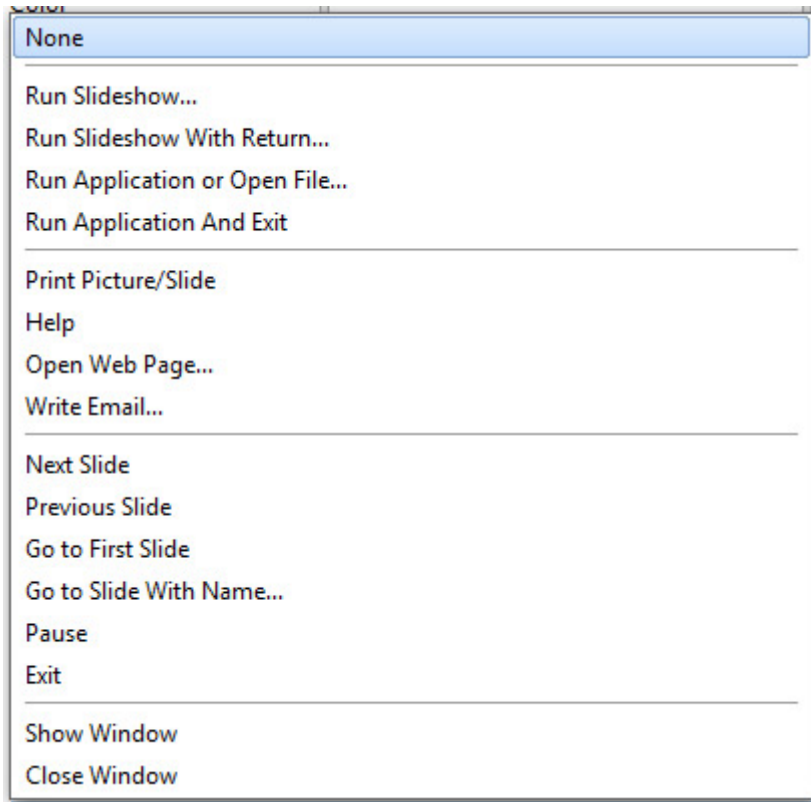 Color
None
Run Slideshow...
Run Slideshow With Return...
Run Application or Open File...
Run Application And Exit
Print Picture/Slide
Help
Open Web Page...
Write Email...
Next Slide
Previous Slide
Go to First Slide
Go to Slide With Name...
Pause
Exit
Show Window
Close Window